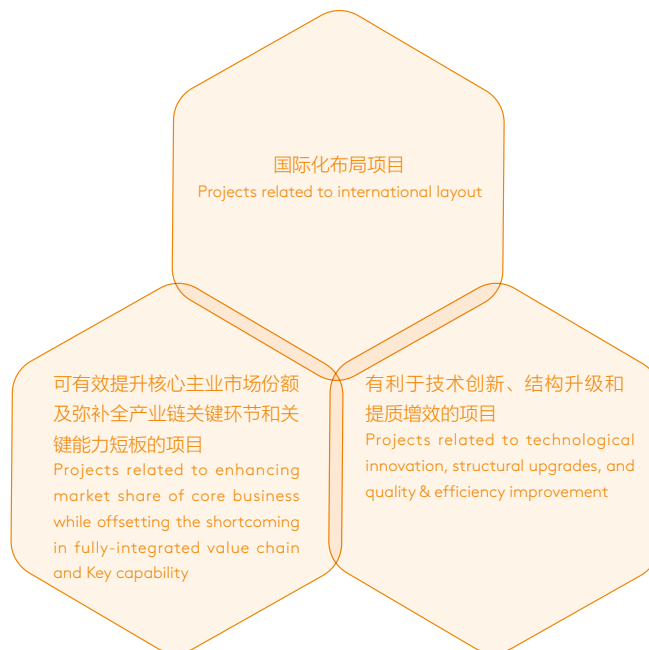 国际化布局项目
Projects related to international layout
可有效提升核心主业市场份额
及弥补全产业链关键环节和关
键能力短板的项目
Projects related to enhancing
market share of core business
while offsetting the shortcoming
in fully-integrated value chain
and Key capability
有利于技术创新、结构升级和
提质增效的项目
Projects related to technological
innovation, structural upgrades, and
quality & efficiency improvement